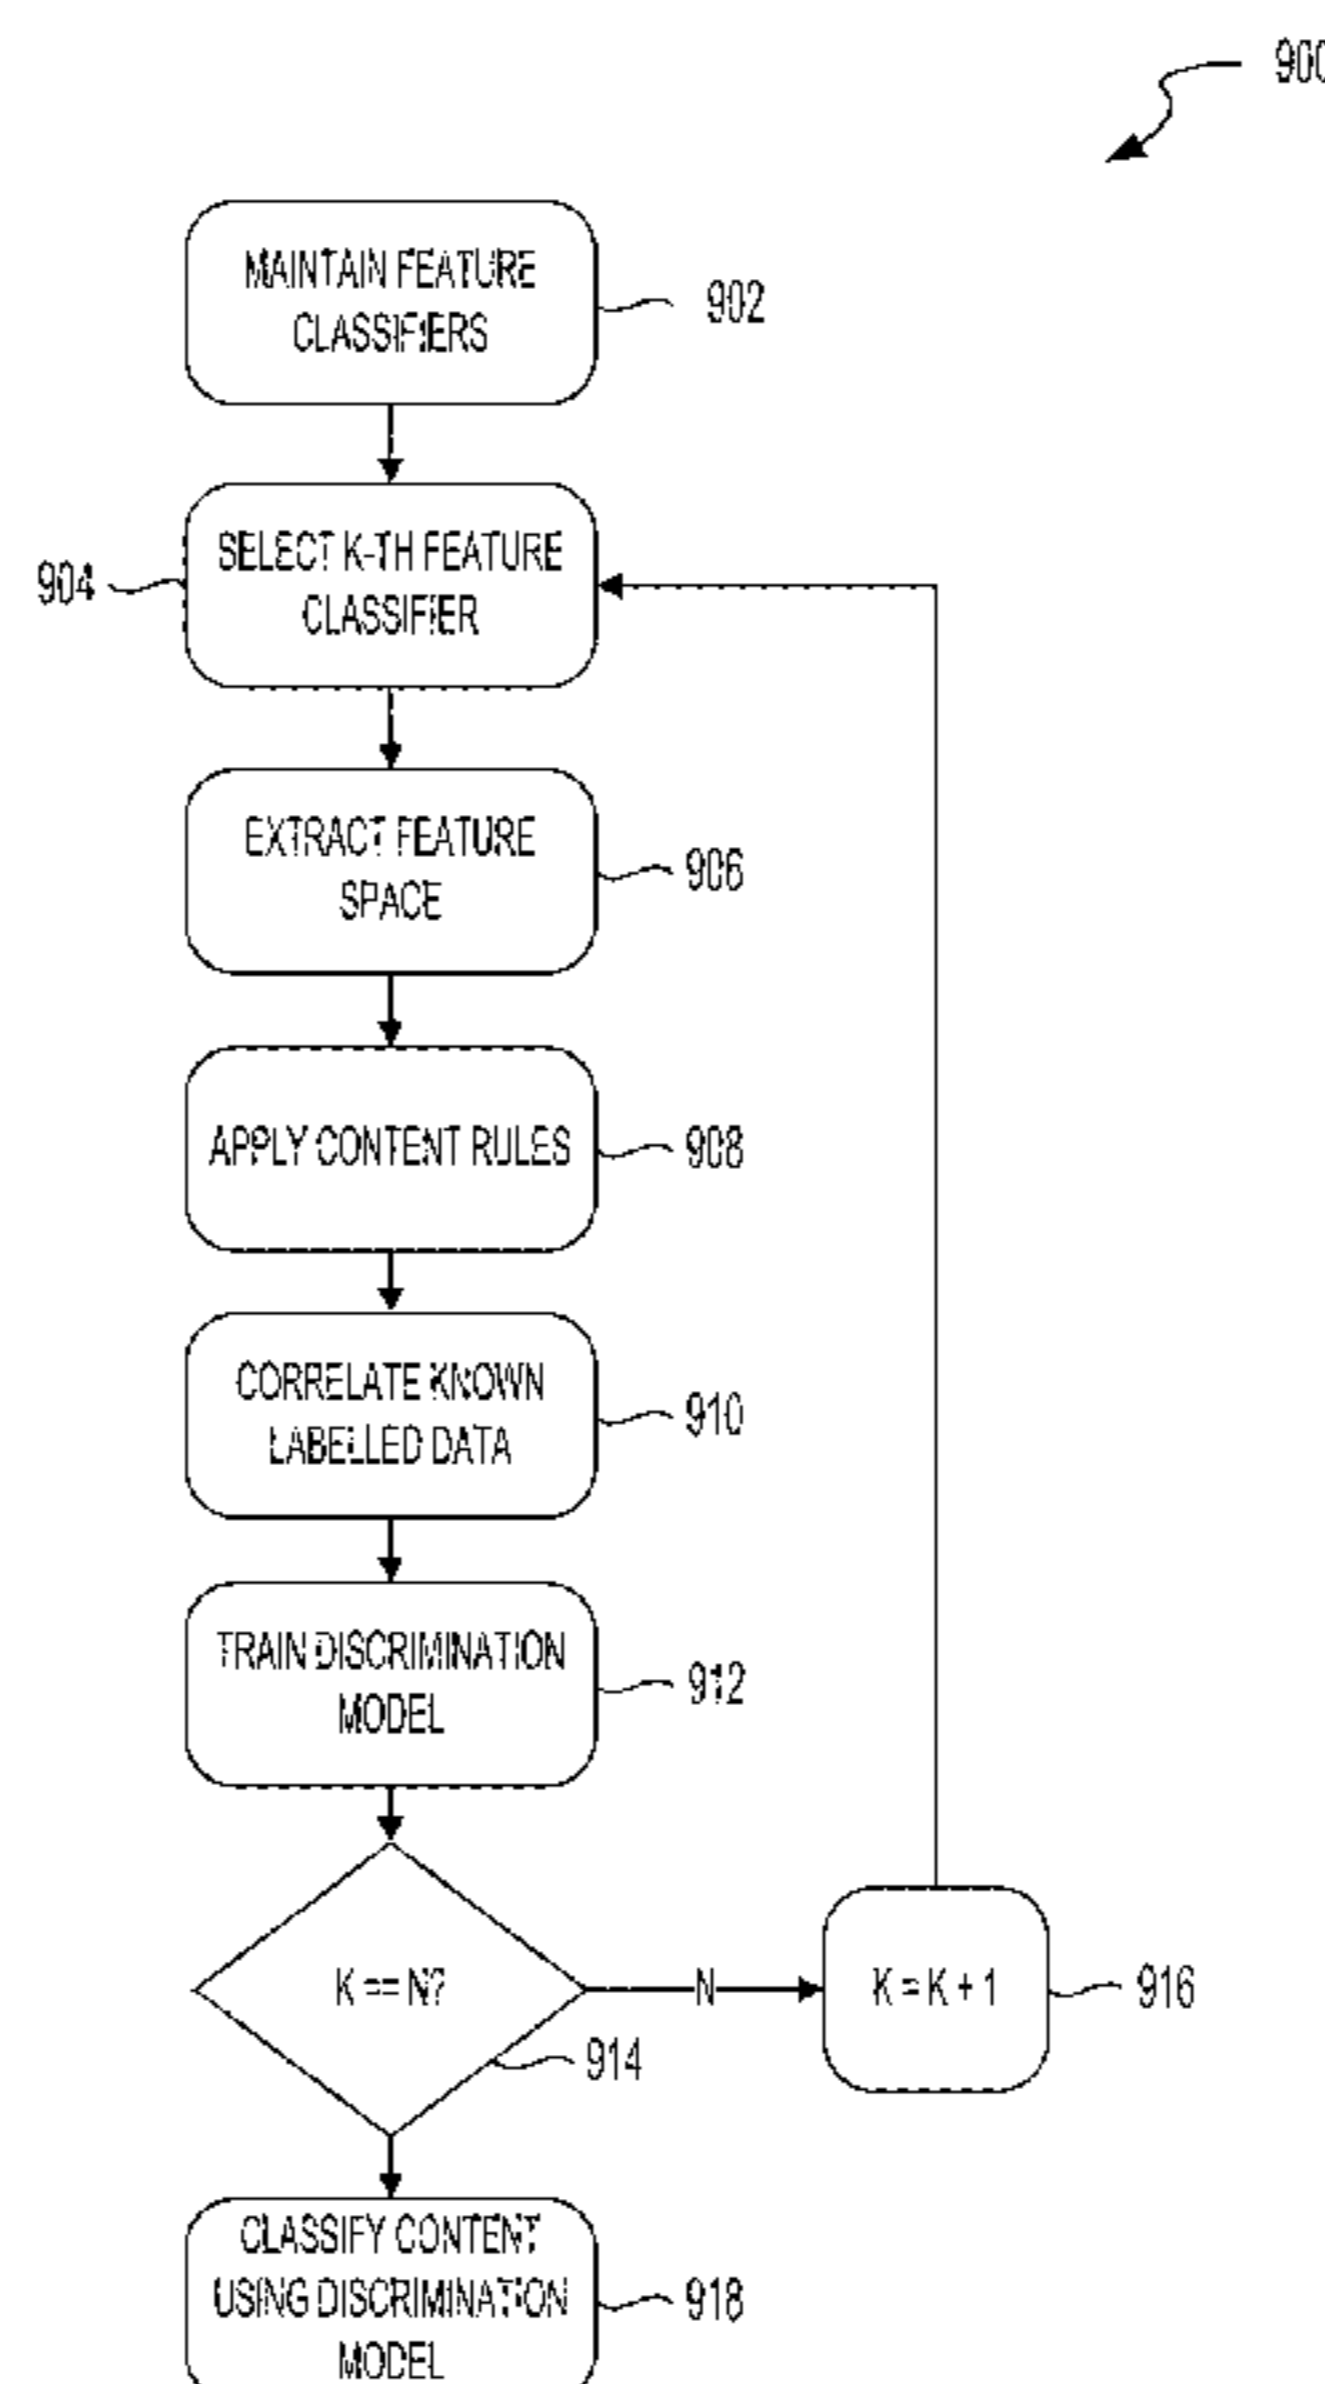 900
MAINTAIN FEATURE
CLASSIFIERS
902
SELECT K-TH FEATURE
CLASSIFIER
904
EXTRACT FEATURE
SPACE
906
APPLY CONTENT RULES
908
CORRELATE KNOWN
LABELLED DATA
910
TRAIN DISCRIMINATION
MODEL
912
K == N?
914
N
K = K + 1
916
CLASSIFY CONTENT
USING DISCRIMINATION
MODEL
918